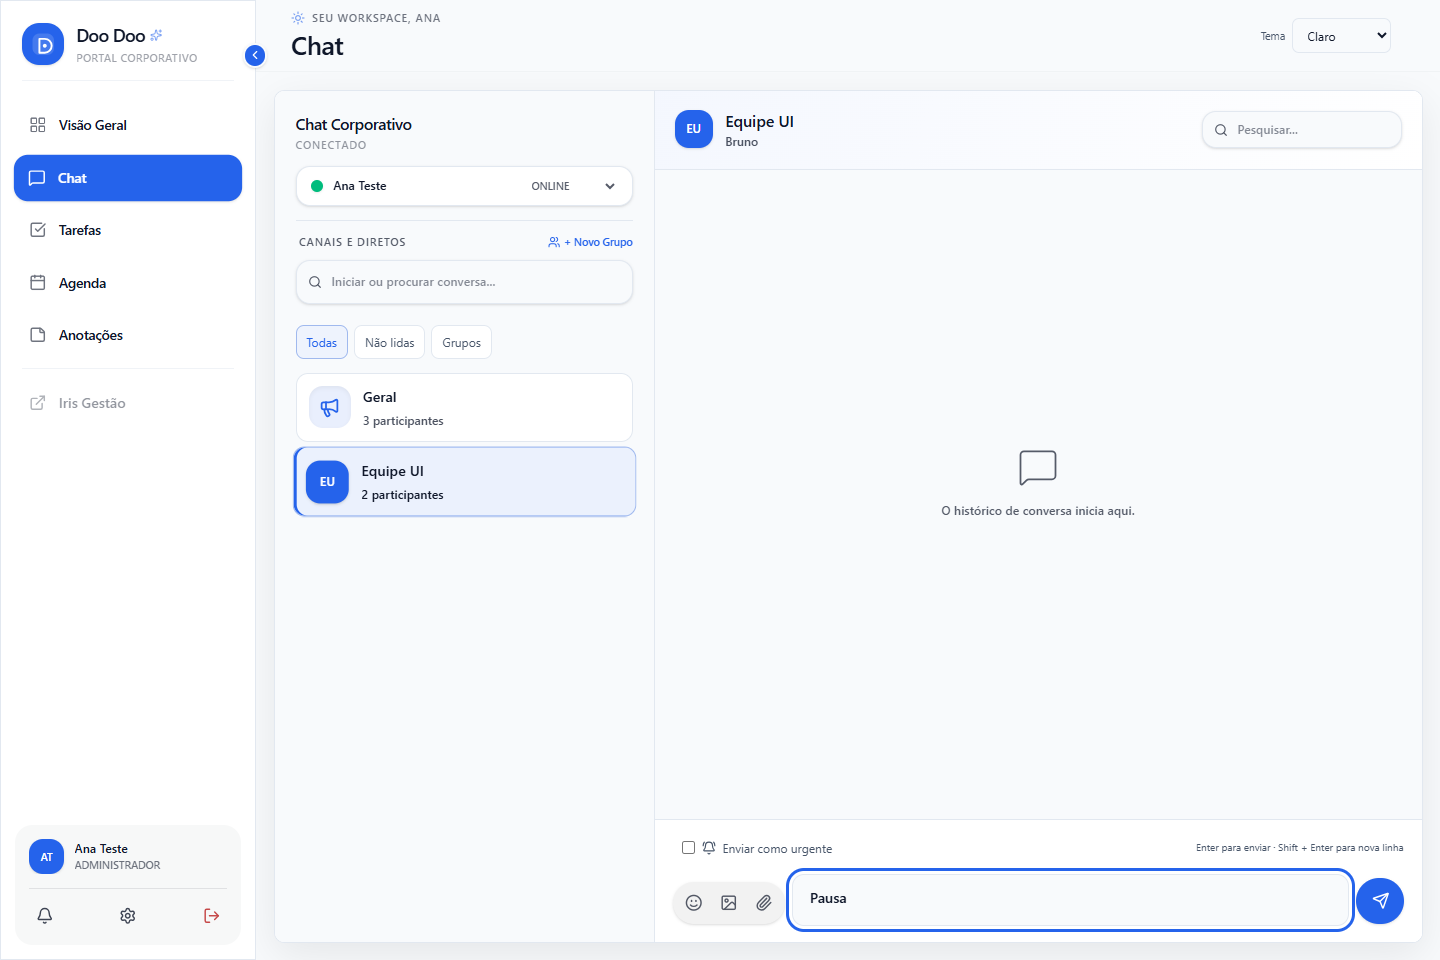 Doo Doo
PORTAL CORPORATIVO
Visão Geral
Chat
Tarefas
Agenda
Anotações
Iris Gestão
AT
Ana Teste
ADMINISTRADOR
SEU WORKSPACE, ANA
Chat
Tema
Claro
Chat Corporativo
CONECTADO
Ana Teste
ONLINE
CANAIS E DIRETOS
+ Novo Grupo
Iniciar ou procurar conversa...
Todas
Não lidas
Grupos
Geral
3 participantes
EU
Equipe UI
2 participantes
EU
Equipe UI
Bruno
Pesquisar...
O histórico de conversa inicia aqui.
Enviar como urgente
Enter para enviar · Shift + Enter para nova linha
Pausa